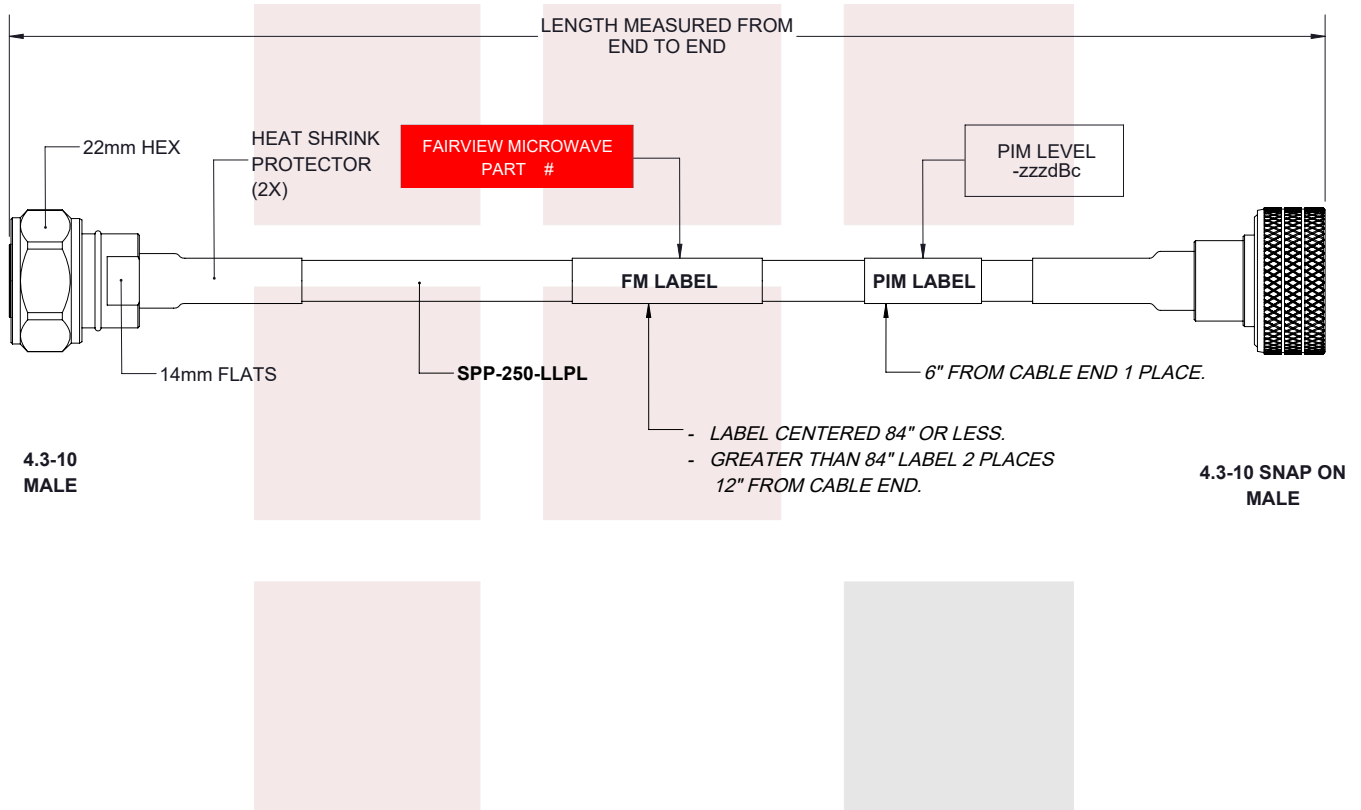 LENGTH MEASURED FROM
END TO END
22mm HEX
HEAT SHRINK
PROTECTOR
(2X)
FAIRVIEW MICROWAVE
PART #
PIM LEVEL
-zzzdBc
FM LABEL
PIM LABEL
14mm FLATS
SPP-250-LLPL
6" FROM CABLE END 1 PLACE.
- LABEL CENTERED 84" OR LESS.
- GREATER THAN 84" LABEL 2 PLACES
12" FROM CABLE END.
4.3-10
MALE
4.3-10 SNAP ON
MALE